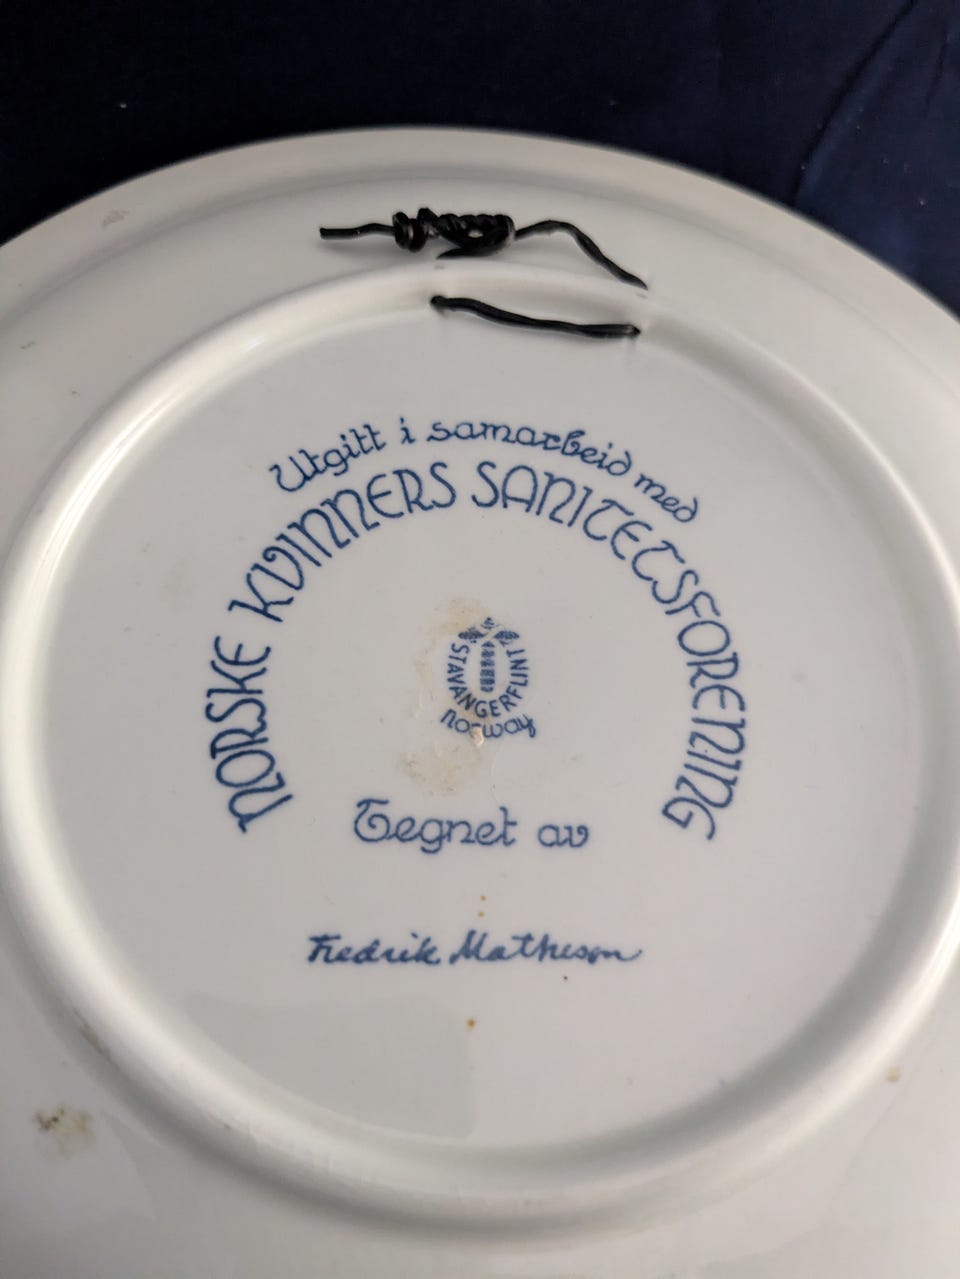 Utgitt i samarbeid med
NORSKE KVINNERS SANITETSFORENING
STAVANGERFLINT
Norway
Tegnet av
Fredrik Matheson